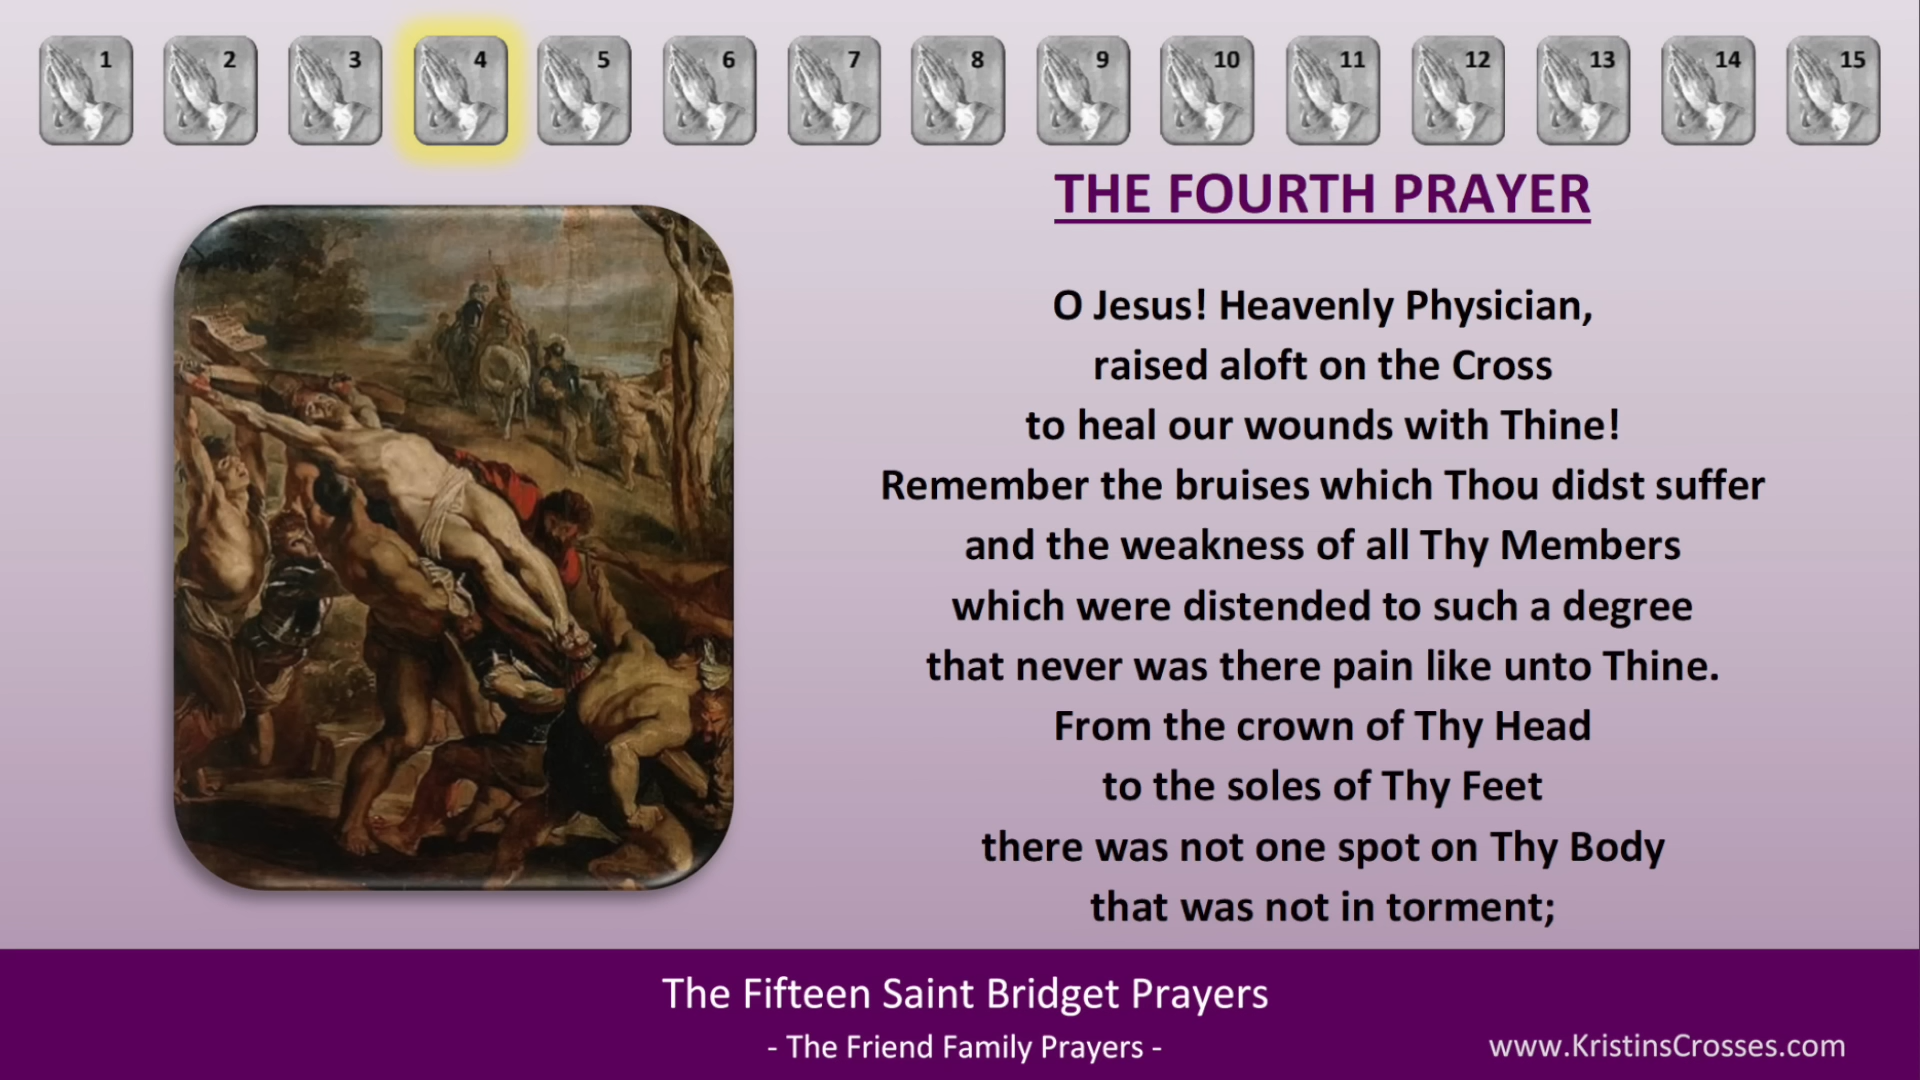 1 2 3 4 5 6 7 8 9 10 11 12 13 14 15
THE FOURTH PRAYER
O Jesus! Heavenly Physician,
raised aloft on the Cross
to heal our wounds with Thine!
Remember the bruises which Thou didst suffer
and the weakness of all Thy Members
which were distended to such a degree
that never was there pain like unto Thine.
From the crown of Thy Head
to the soles of Thy Feet
there was not one spot on Thy Body
that was not in torment;
The Fifteen Saint Bridget Prayers
- The Friend Family Prayers -
www.KristinsCrosses.com